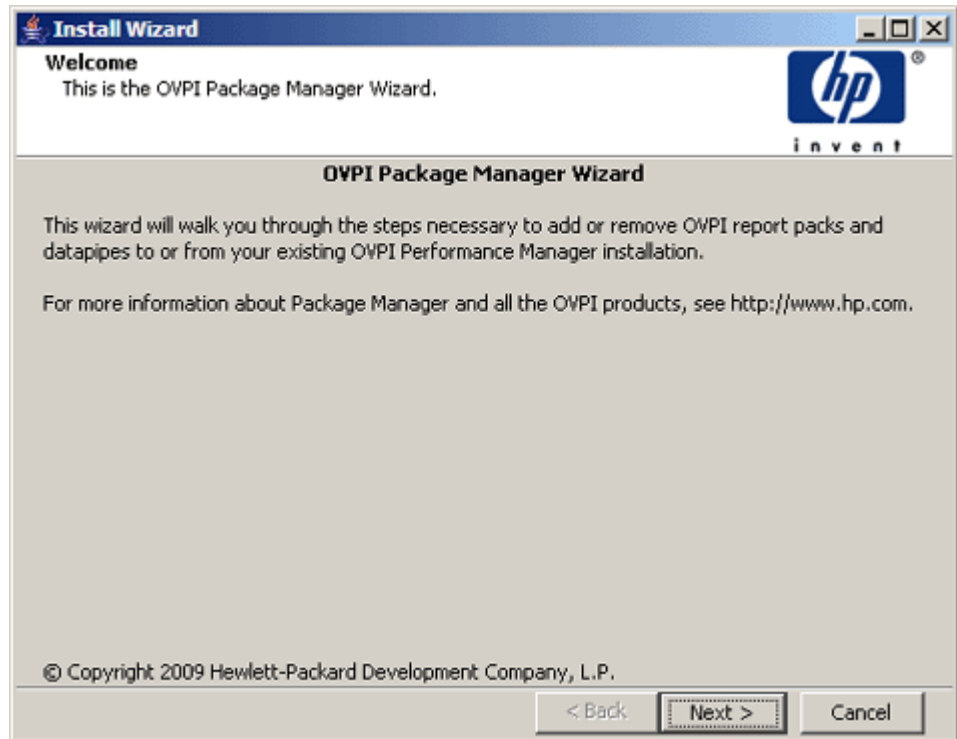 Install Wizard
Welcome
This is the OVPI Package Manager Wizard.
hp ®
invent
OVPI Package Manager Wizard
This wizard will walk you through the steps necessary to add or remove OVPI report packs and
datapipes to or from your existing OVPI Performance Manager installation.
For more information about Package Manager and all the OVPI products, see http://www.hp.com.
© Copyright 2009 Hewlett-Packard Development Company, L.P.
< Back Next > Cancel